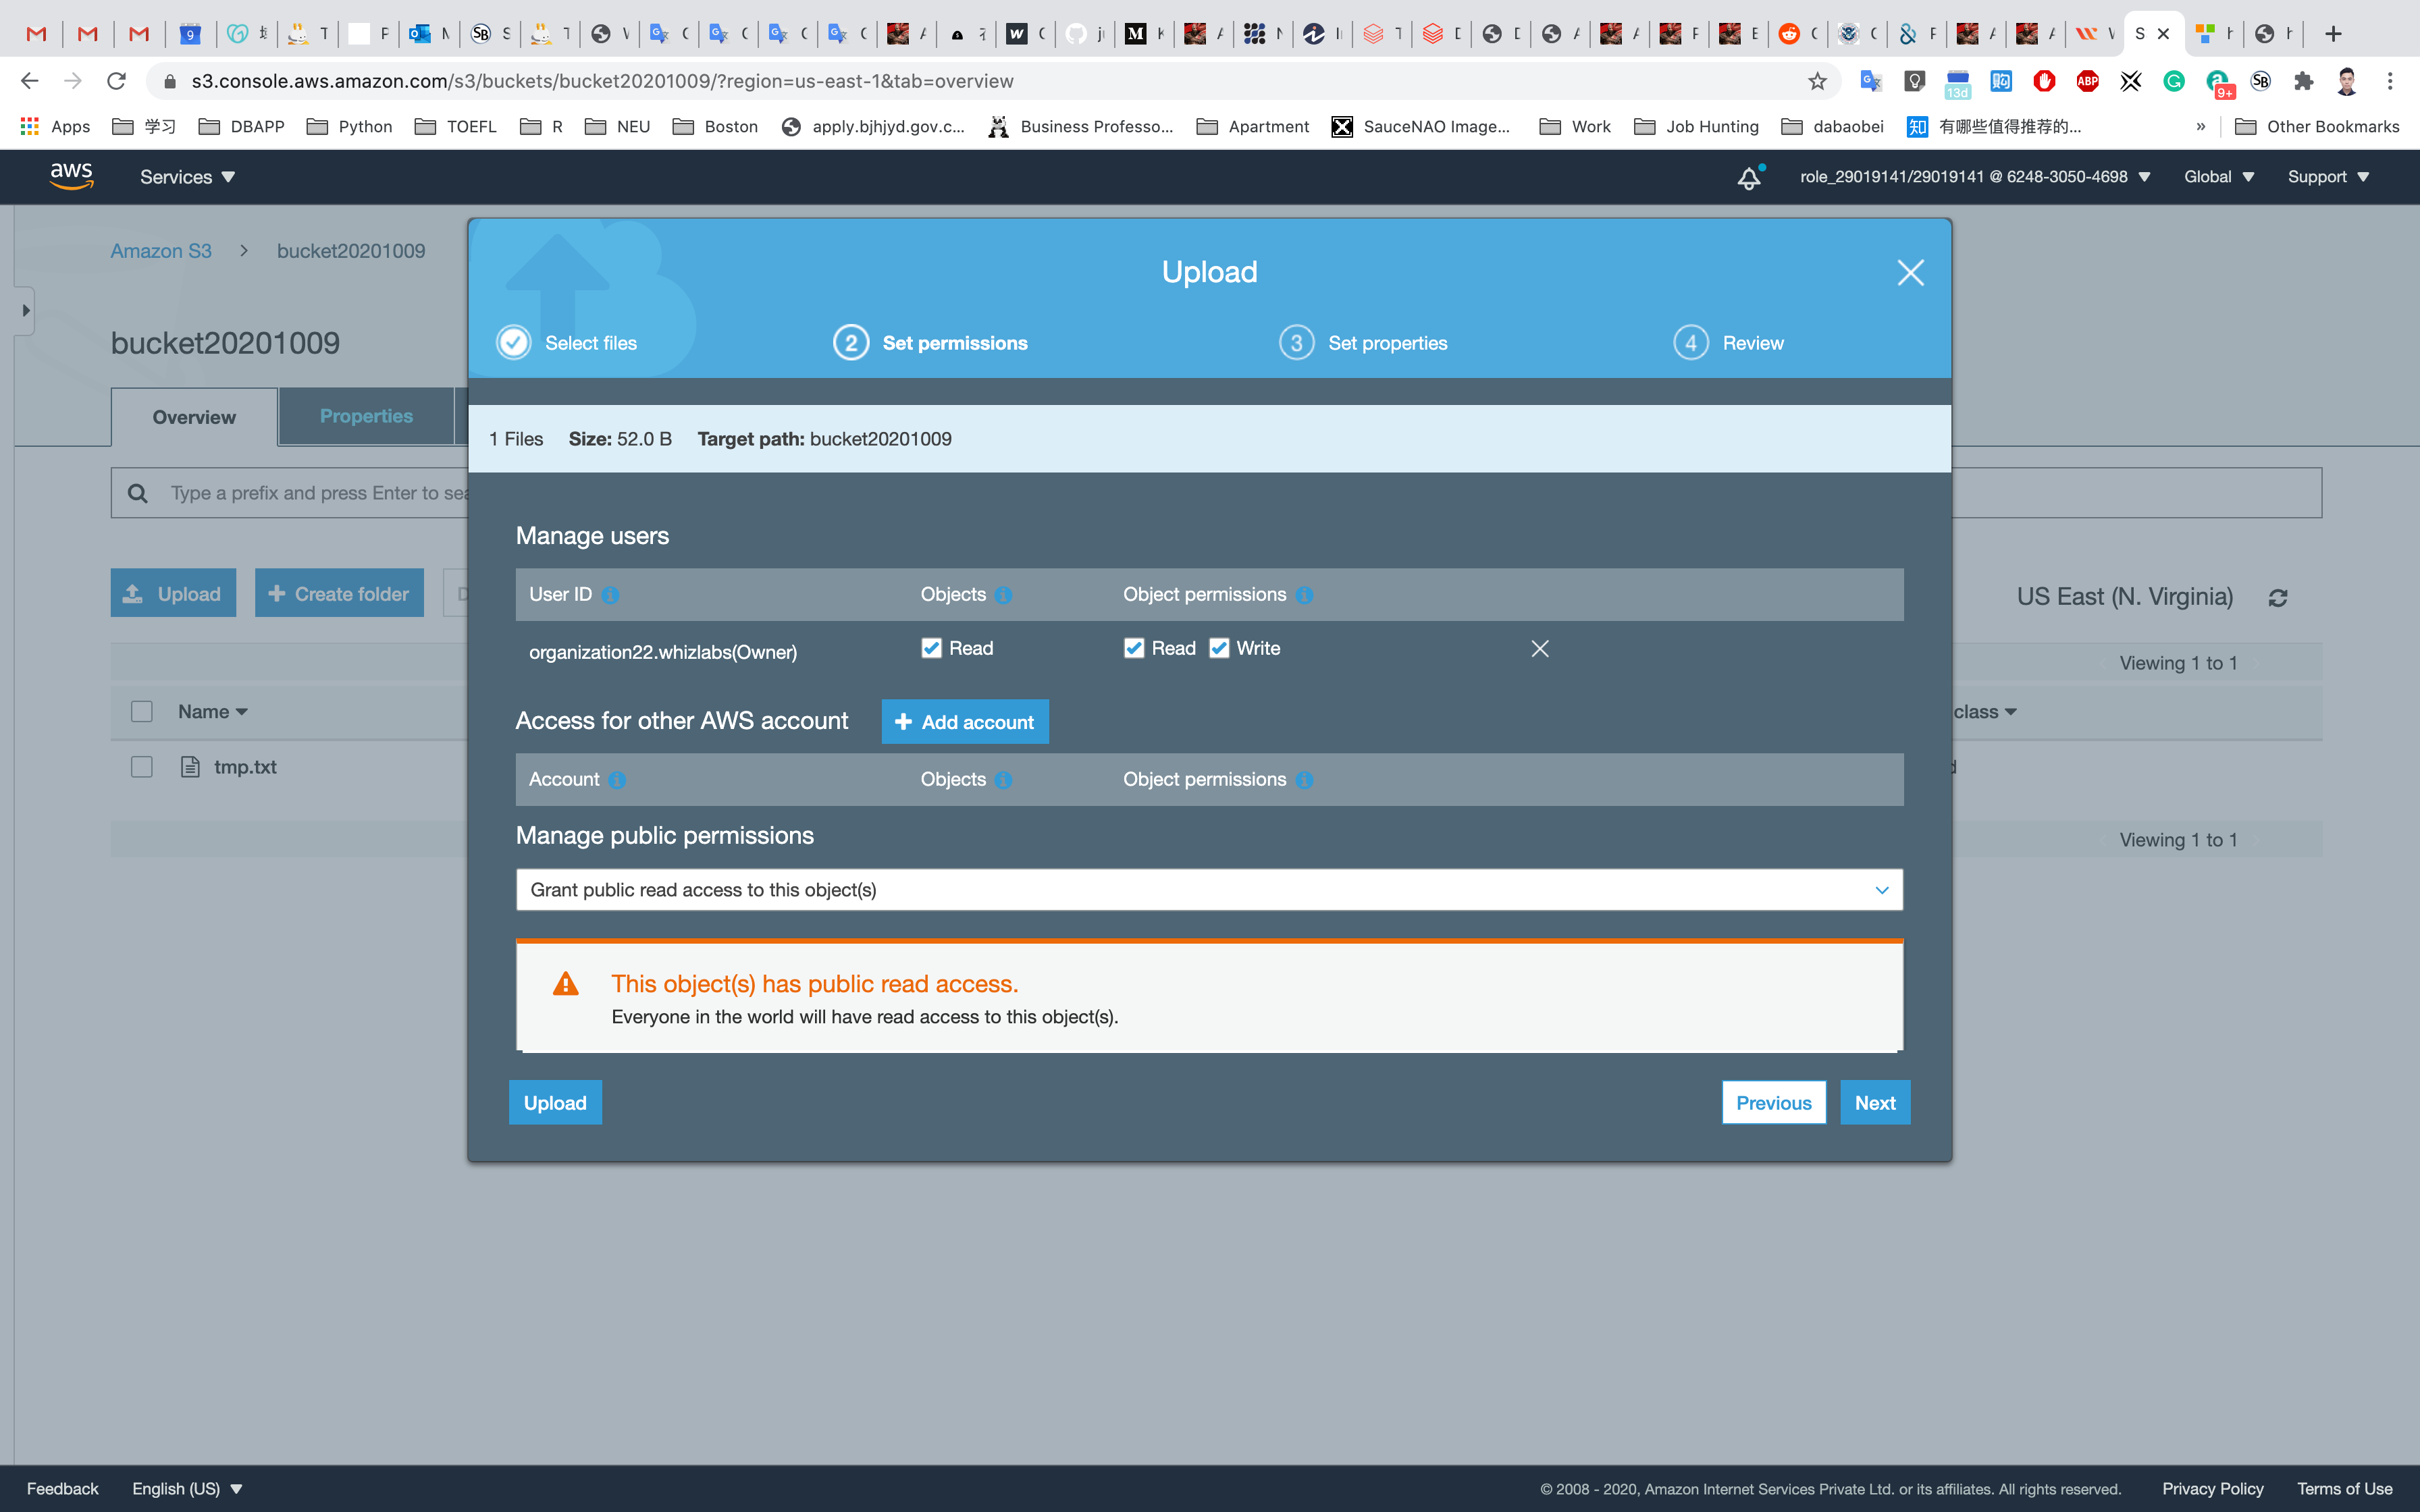 s3.console.aws.amazon.com/s3/buckets/bucket20201009/?region=us-east-1&tab=overview
13d
ABP
9+
Apps 学习 DBAPP Python TOEFL R NEU Boston apply.bjhjyd.gov.c... Business Professo... Apartment SauceNAO Image... Work Job Hunting dabaobei 知 有哪些值得推荐的... » Other Bookmarks
aws Services role_29019141/29019141 @ 6248-3050-4698 Global Support
Amazon S3 > bucket20201009
bucket20201009
Overview Properties
Type a prefix and press Enter to sea
Upload Create folder
US East (N. Virginia)
Viewing 1 to 1
Name class
tmp.txt
Viewing 1 to 1
Upload
Select files 2 Set permissions 3 Set properties 4 Review
1 Files Size: 52.0 B Target path: bucket20201009
Manage users
User ID Objects Object permissions
organization22.whizlabs(Owner) Read Read Write
Access for other AWS account Add account
Account Objects Object permissions
Manage public permissions
Grant public read access to this object(s)
This object(s) has public read access.
Everyone in the world will have read access to this object(s).
Upload Previous Next
Feedback English (US) © 2008 - 2020, Amazon Internet Services Private Ltd. or its affiliates. All rights reserved. Privacy Policy Terms of Use